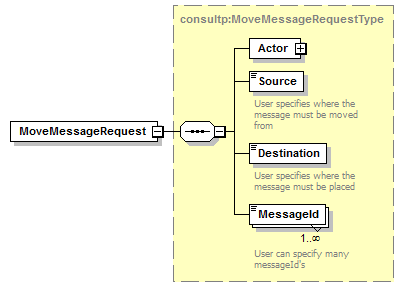 consultp:MoveMessageRequestType
Actor
Source
User specifies where the
message must be moved
from
MoveMessageRequest
Destination
User specifies where the
message must be placed
MessageId
1..∞
User can specify many
messageId's